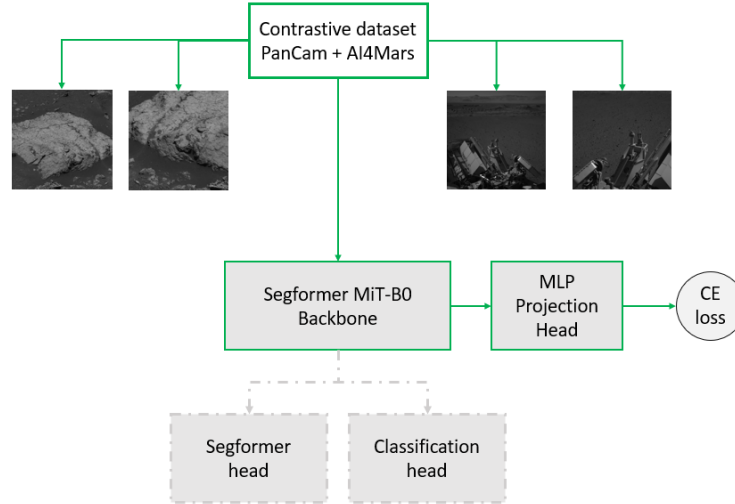 Contrastive dataset
PanCam + AI4Mars
Segformer MiT-B0
Backbone
MLP
Projection
Head
CE
loss
Segformer
head
Classification
head